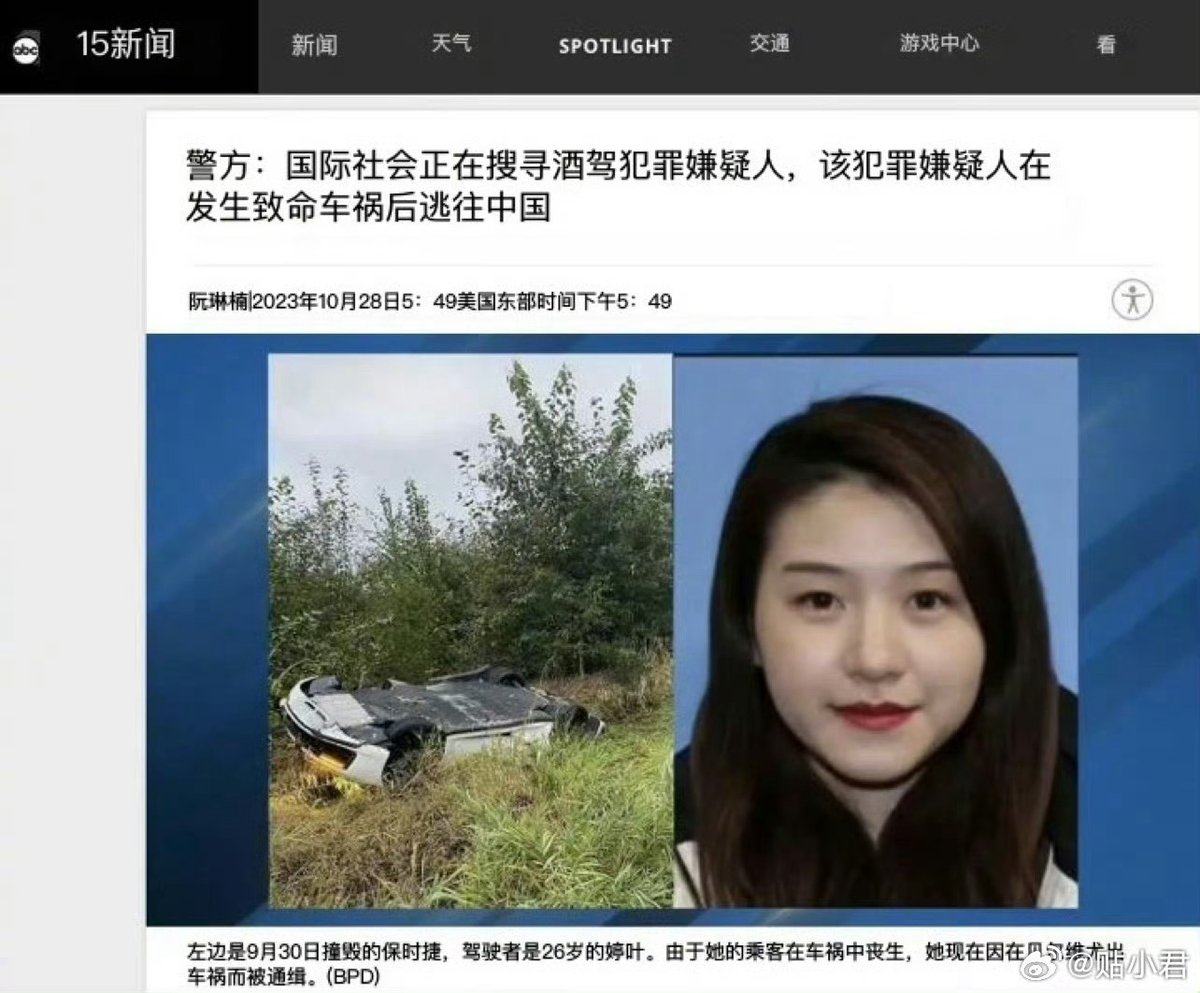 abc 15新闻 新闻 天气 SPOTLIGHT 交通 游戏中心 看
警方：国际社会正在搜寻酒驾犯罪嫌疑人，该犯罪嫌疑人在
发生致命车祸后逃往中国
阮琳楠|2023年10月28日5：49美国东部时间下午5：49
左边是9月30日撞毁的保时捷，驾驶者是26岁的婷叶。由于她的乘客在车祸中丧生，她现在因在贝尔维尤出
车祸而被通缉。(BPD)
@贴小君